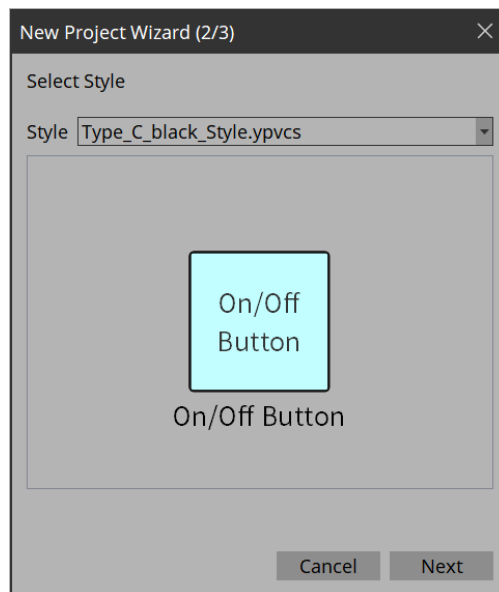 New Project Wizard (2/3)
Select Style
Style Type_C_black_Style.ypvcs
On/Off
Button
On/Off Button
Cancel Next